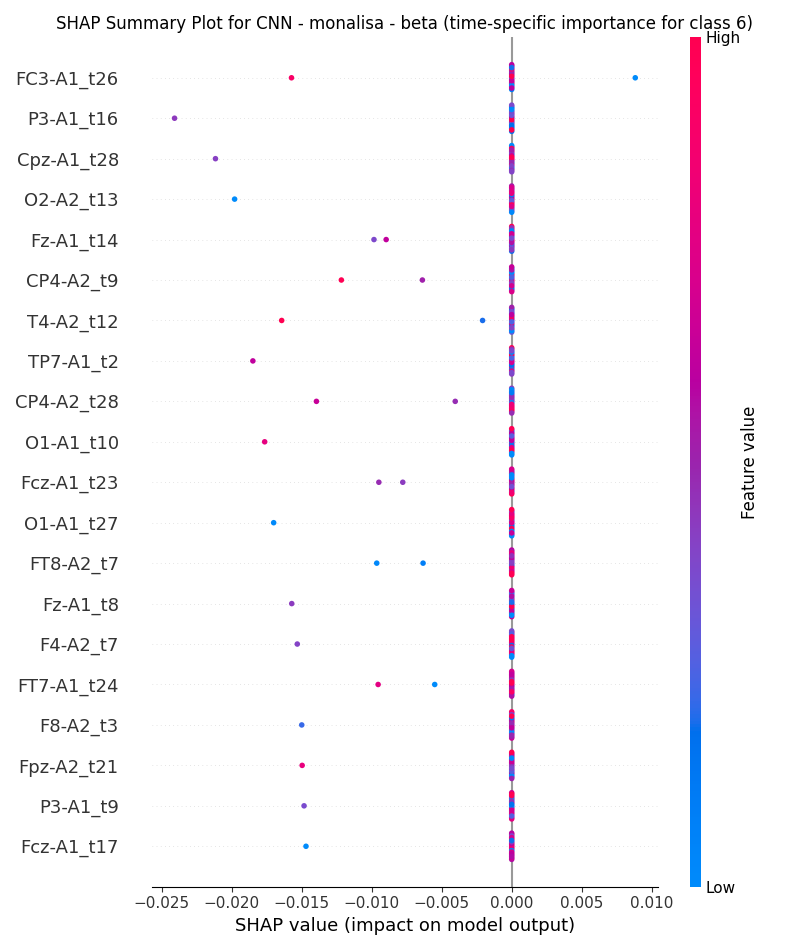 SHAP Summary Plot for CNN - monalisa - beta (time-specific importance for class 6)
High
FC3-A1_t26
P3-A1_t16
Cpz-A1_t28
O2-A2_t13
Fz-A1_t14
CP4-A2_t9
T4-A2_t12
TP7-A1_t2
CP4-A2_t28
O1-A1_t10
Fcz-A1_t23
O1-A1_t27
FT8-A2_t7
Fz-A1_t8
F4-A2_t7
FT7-A1_t24
F8-A2_t3
Fpz-A2_t21
P3-A1_t9
Fcz-A1_t17
Feature value
Low
−0.025 −0.020 −0.015 −0.010 −0.005 0.000 0.005 0.010
SHAP value (impact on model output)